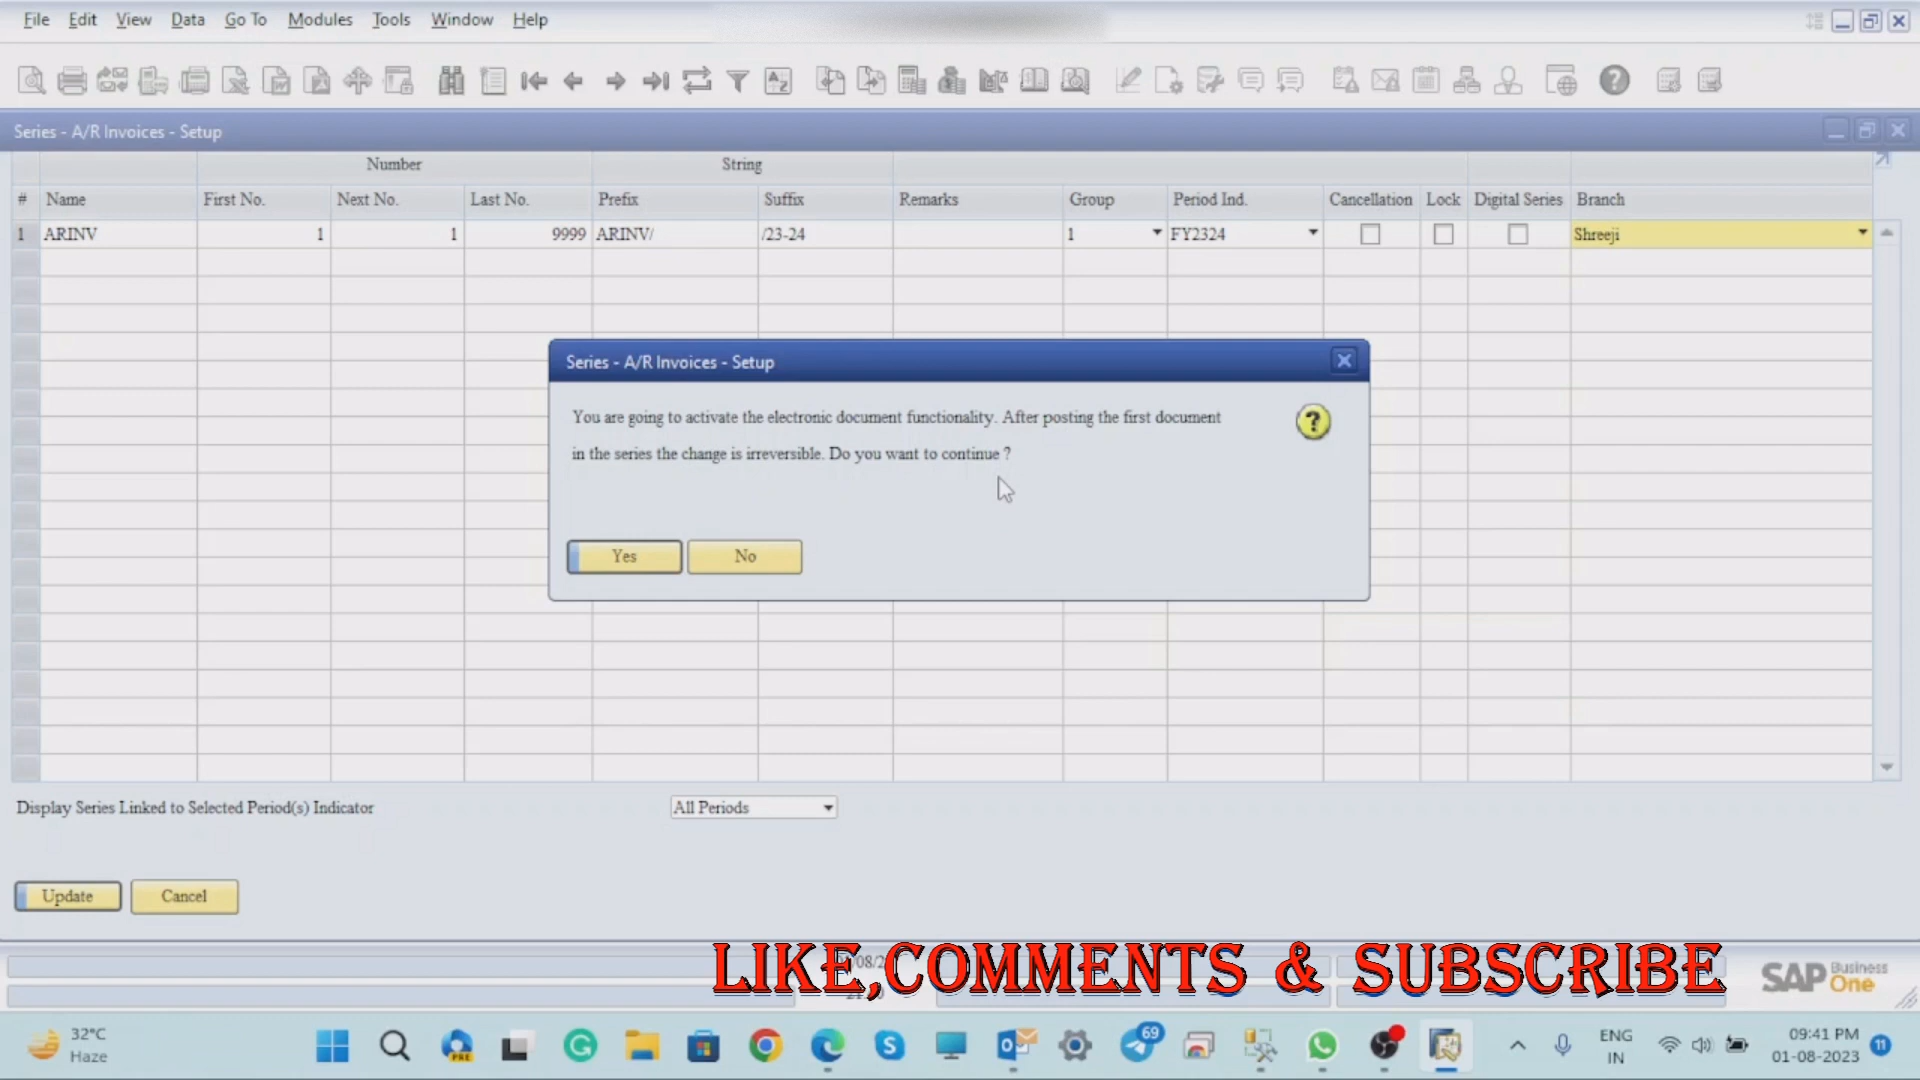 File Edit View Data Go To Modules Tools Window Help
Series - A/R Invoices - Setup
Number String
# Name First No. Next No. Last No. Prefix Suffix Remarks Group Period Ind. Cancellation Lock Digital Series Branch
1 ARINV 1 1 9999 ARINV/ /23-24 1 FY2324 Shreeji
Series - A/R Invoices - Setup
You are going to activate the electronic document functionality. After posting the first document
in the series the change is irreversible. Do you want to continue ?
Yes No
Display Series Linked to Selected Period(s) Indicator All Periods
Update Cancel
LIKE,COMMENTS & SUBSCRIBE
SAP Business One
32°C
Haze
PRE
69
ENG
IN
09:41 PM
01-08-2023
11